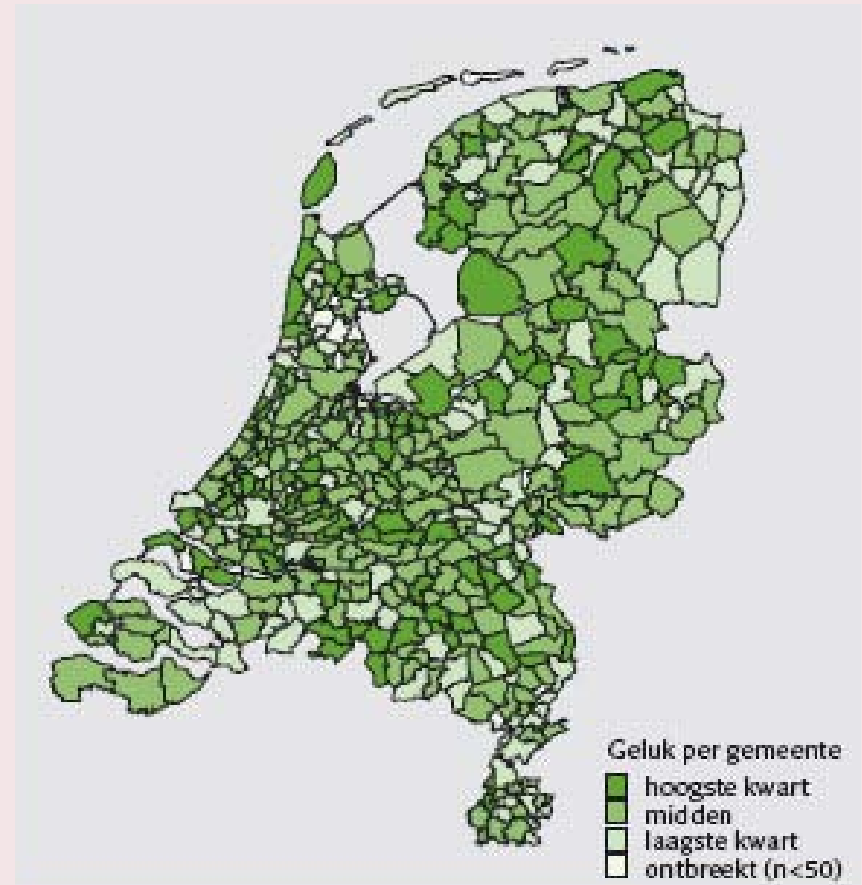 Geluk per gemeente
hoogste kwart
midden
laagste kwart
ontbreekt (n<50)